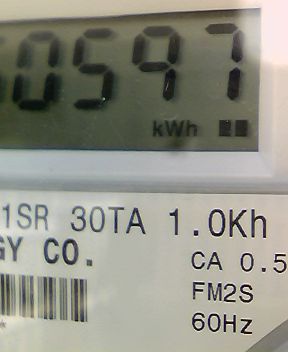 0597
kWh
1SR 30TA 1.0Kh
GY CO.
CA 0.5
FM2S
60Hz